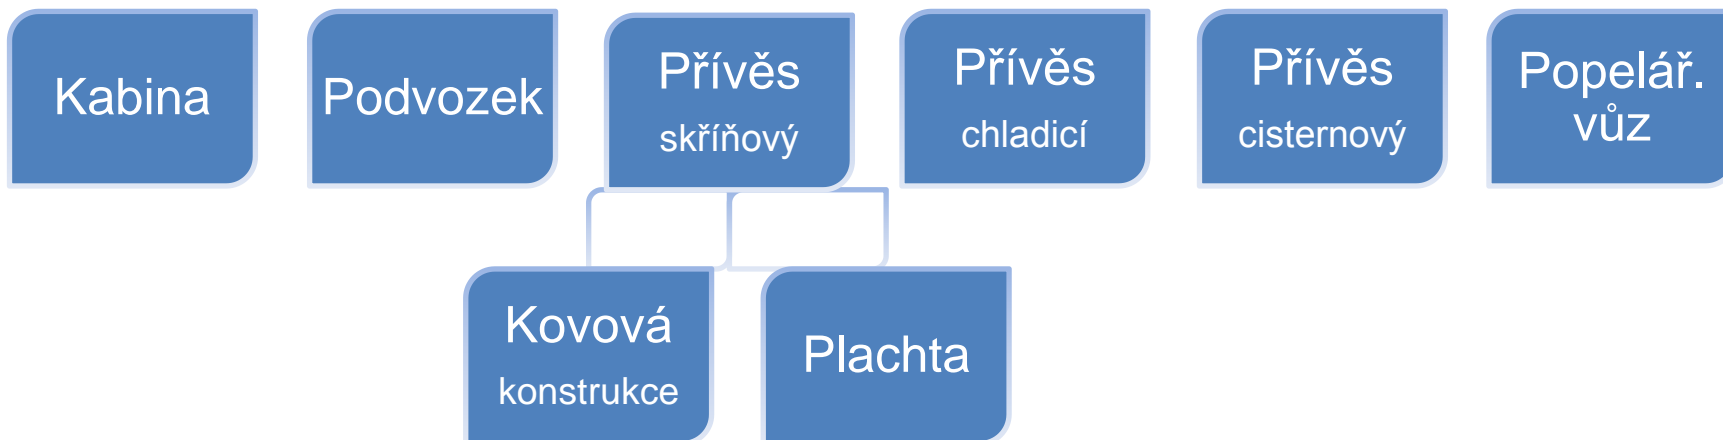 Kabina
Podvozek
Přívěs
skříňový
Přívěs
chladicí
Přívěs
cisternový
Popelář.
vůz
Kovová
konstrukce
Plachta